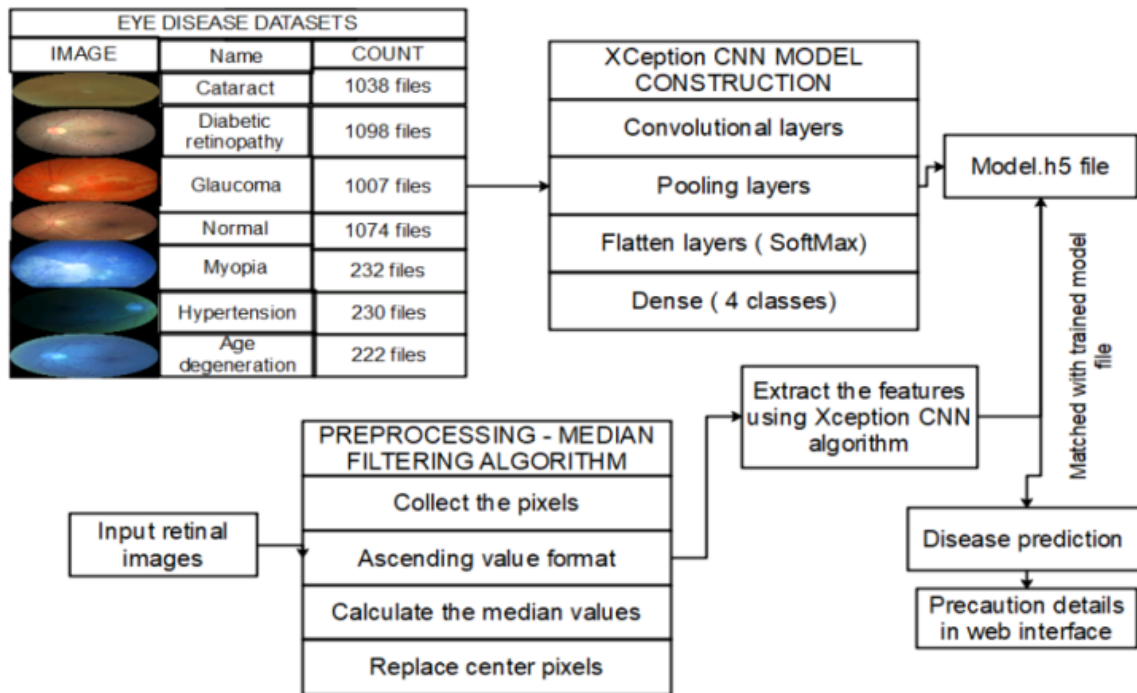 EYE DISEASE DATASETS
IMAGE Name COUNT
Cataract 1038 files
Diabetic
retinopathy 1098 files
Glaucoma 1007 files
Normal 1074 files
Myopia 232 files
Hypertension 230 files
Age
degeneration 222 files
XCeption CNN MODEL
CONSTRUCTION
Convolutional layers
Pooling layers
Flatten layers ( SoftMax)
Dense ( 4 classes)
Model.h5 file
Matched with trained model
file
Input retinal
images
PREPROCESSING - MEDIAN
FILTERING ALGORITHM
Collect the pixels
Ascending value format
Calculate the median values
Replace center pixels
Extract the features
using Xception CNN
algorithm
Disease prediction
Precaution details
in web interface